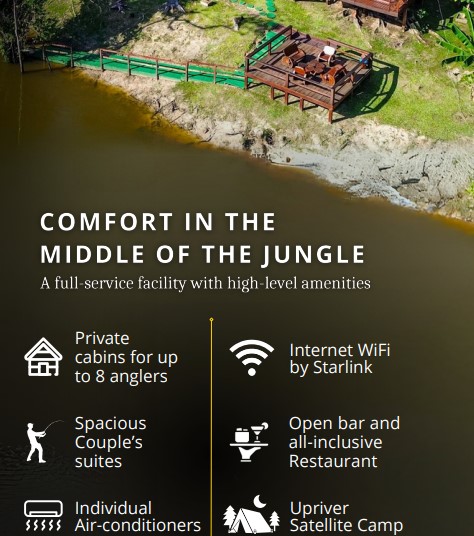 COMFORT IN THE
MIDDLE OF THE JUNGLE
A full-service facility with high-level amenities
Private
cabins for up
to 8 anglers
Internet WiFi
by Starlink
Spacious
Couple's
suites
Open bar and
all-inclusive
Restaurant
Individual
Air-conditioners
Upriver
Satellite Camp